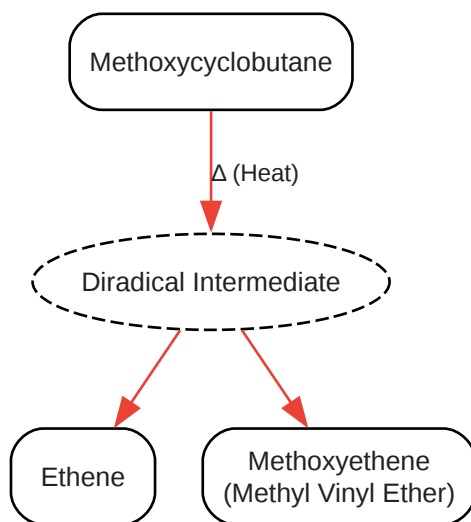 Methoxycyclobutane
Δ (Heat)
Diradical Intermediate
Ethene
Methoxyethene
(Methyl Vinyl Ether)